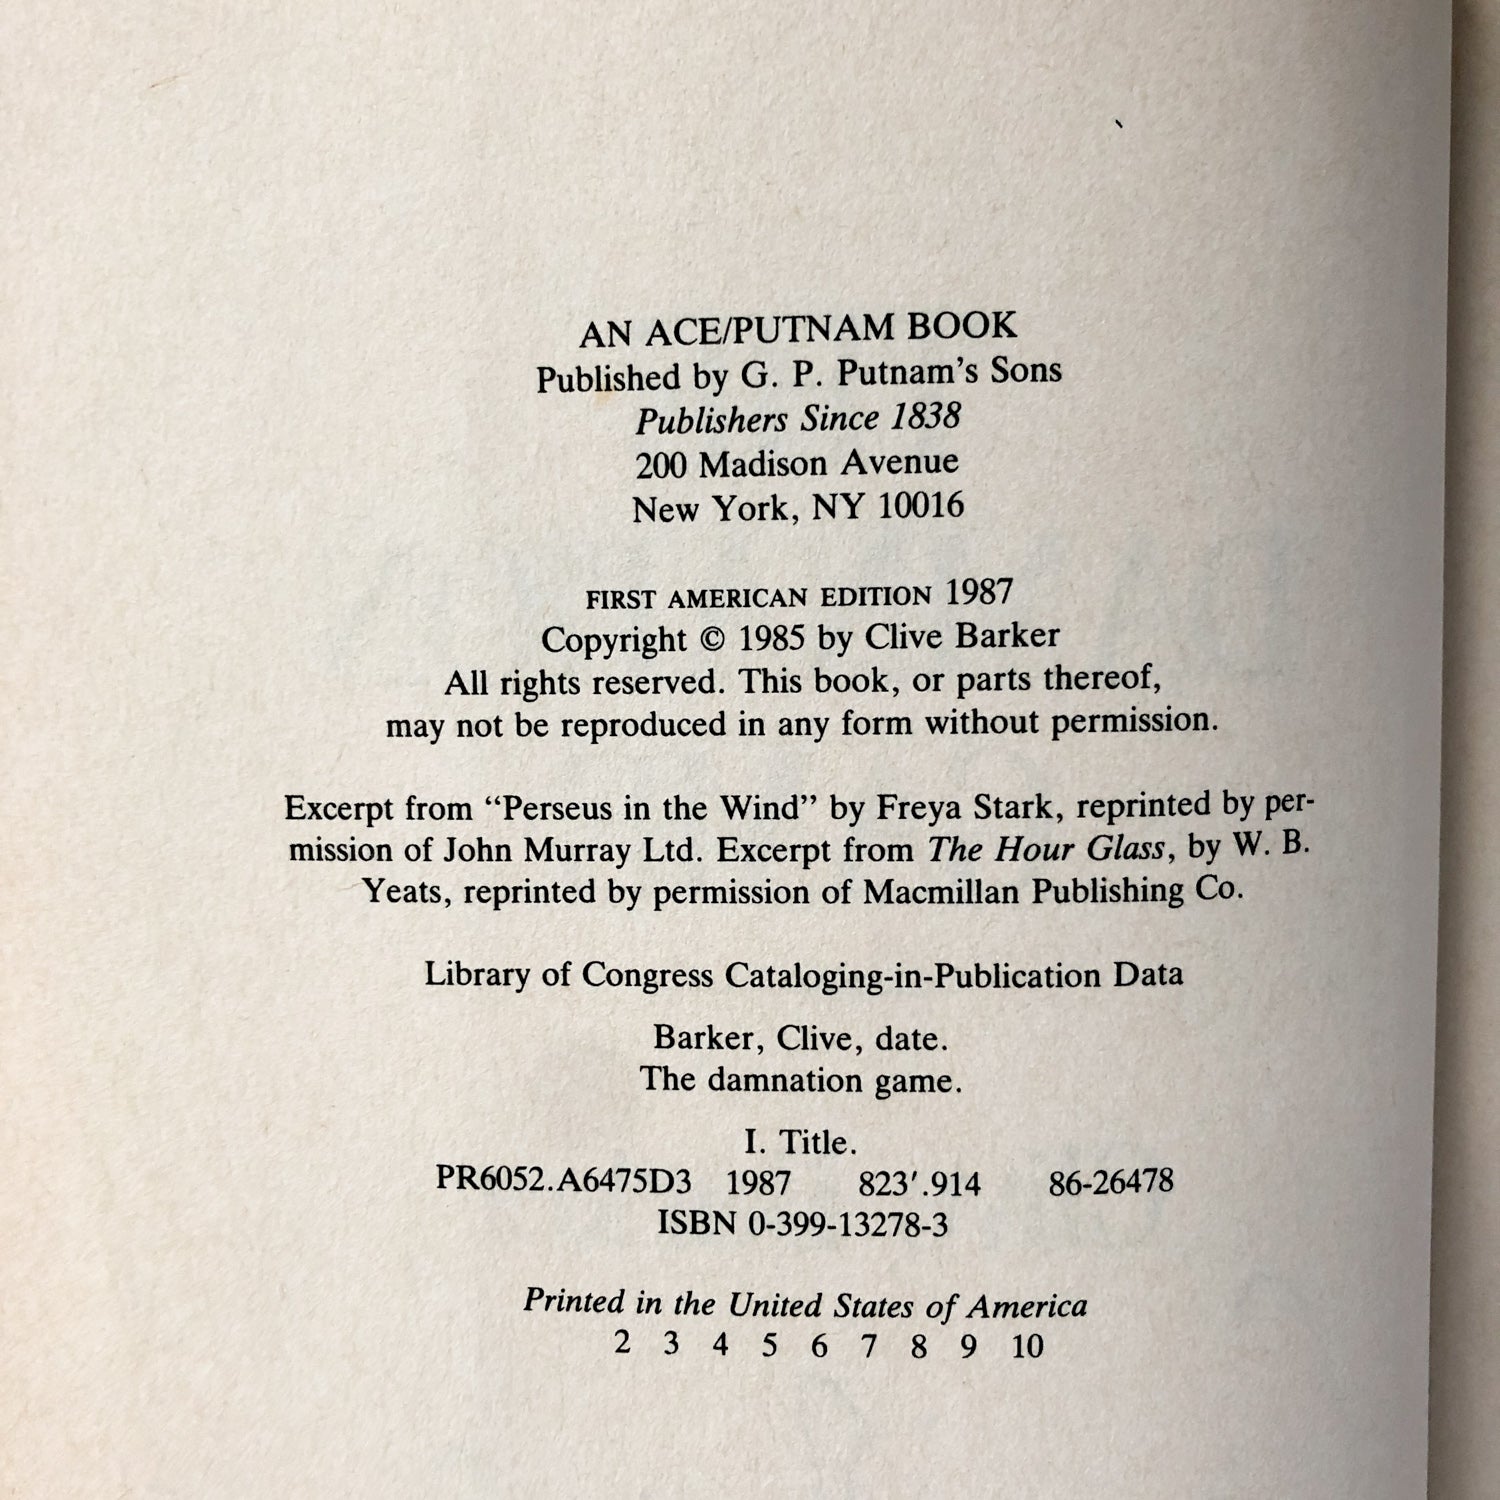 AN ACE/PUTNAM BOOK
Published by G. P. Putnam's Sons
Publishers Since 1838
200 Madison Avenue
New York, NY 10016
FIRST AMERICAN EDITION 1987
Copyright © 1985 by Clive Barker
All rights reserved. This book, or parts thereof,
may not be reproduced in any form without permission.
Excerpt from “Perseus in the Wind” by Freya Stark, reprinted by per-
mission of John Murray Ltd. Excerpt from The Hour Glass, by W. B.
Yeats, reprinted by permission of Macmillan Publishing Co.
Library of Congress Cataloging-in-Publication Data
Barker, Clive, date.
The damnation game.
I. Title.
PR6052.A6475D3 1987 823′.914 86-26478
ISBN 0-399-13278-3
Printed in the United States of America
2 3 4 5 6 7 8 9 10